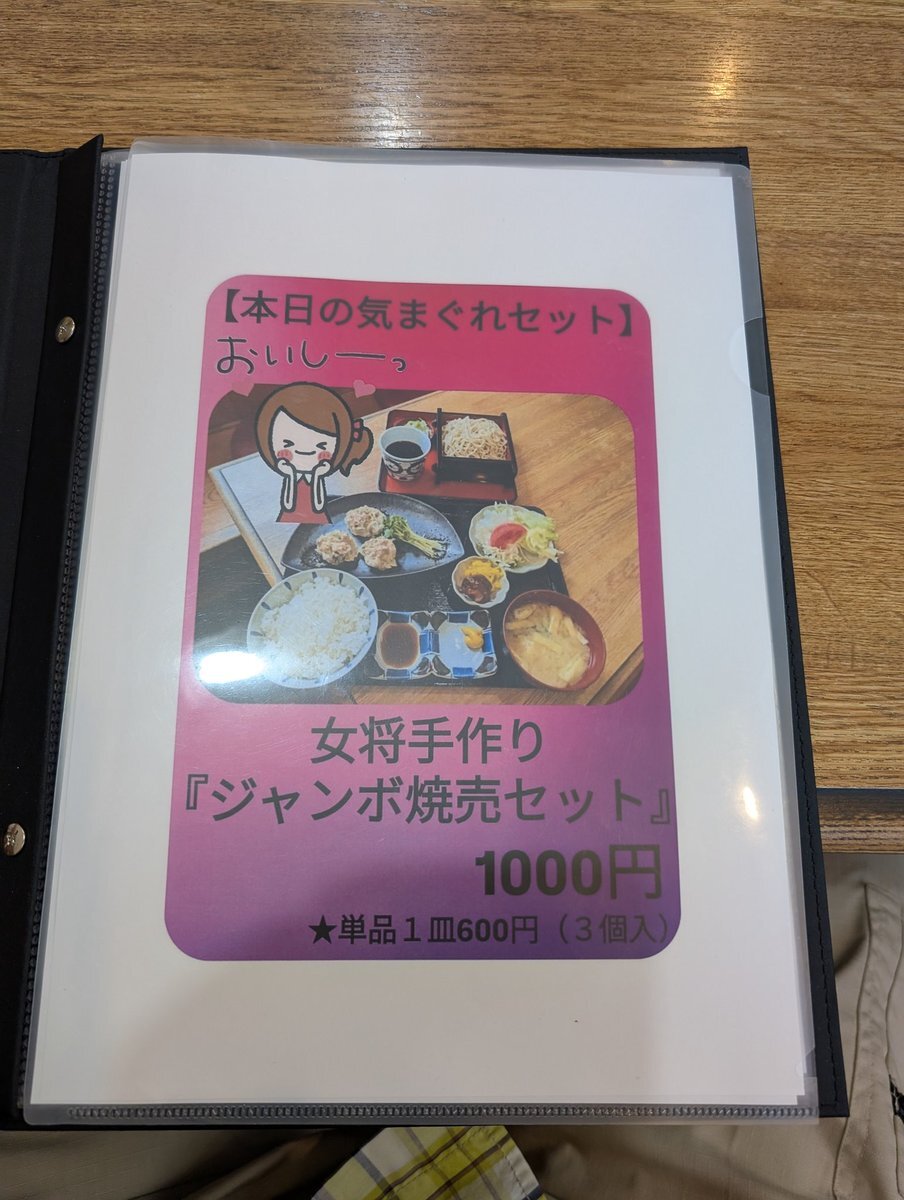 【本日の気まぐれセット】
おいしーっ
女将手作り
『ジャンボ焼売セット』
1000円
★単品１皿600円（３個入）